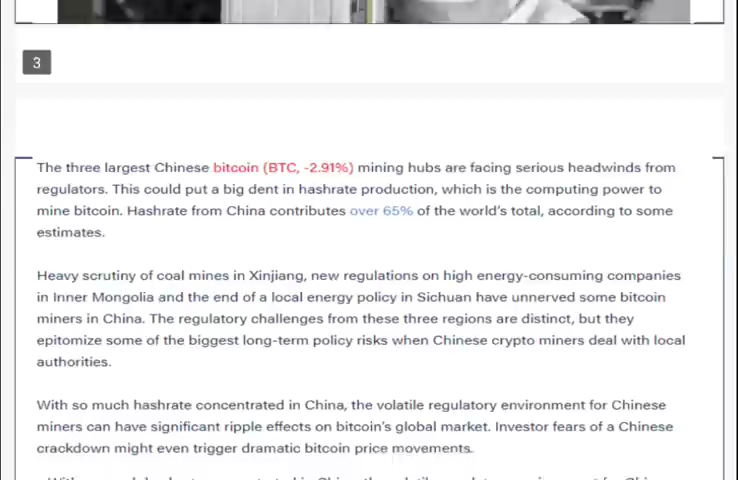 3
The three largest Chinese bitcoin (BTC, -2.91%) mining hubs are facing serious headwinds from
regulators. This could put a big dent in hashrate production, which is the computing power to
mine bitcoin. Hashrate from China contributes over 65% of the world's total, according to some
estimates.
Heavy scrutiny of coal mines in Xinjiang, new regulations on high energy-consuming companies
in Inner Mongolia and the end of a local energy policy in Sichuan have unnerved some bitcoin
miners in China. The regulatory challenges from these three regions are distinct, but they
epitomize some of the biggest long-term policy risks when Chinese crypto miners deal with local
authorities.
With so much hashrate concentrated in China, the volatile regulatory environment for Chinese
miners can have significant ripple effects on bitcoin's global market. Investor fears of a Chinese
crackdown might even trigger dramatic bitcoin price movements.